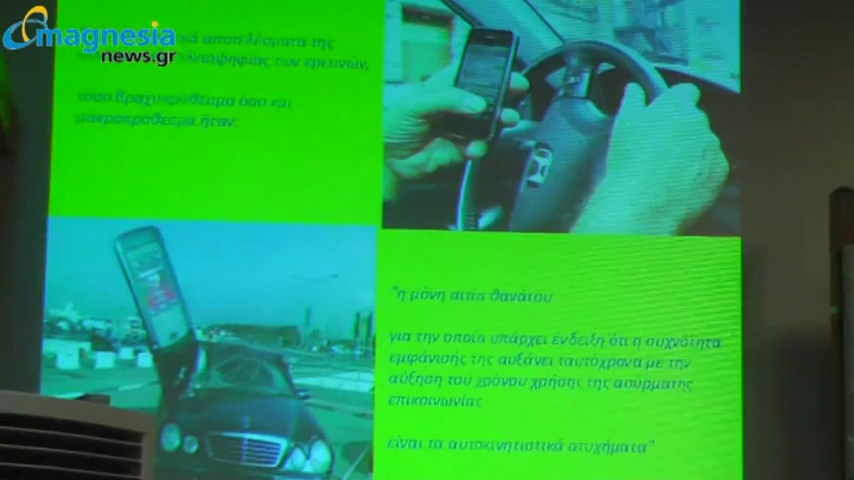 magnesia
news.gr
αποτελέσματα της
πλειοψηφίας των ερευνών,
τόσο βραχυπρόθεσμα όσο και
μακροπρόθεσμα ήταν:
"η μόνη αιτία θανάτου
για την οποία υπάρχει ένδειξη ότι η συχνότητα
εμφάνισής της αυξάνει ταυτόχρονα με την
αύξηση του χρόνου χρήσης της ασύρματης
επικοινωνίας
είναι τα αυτοκινητιστικά ατυχήματα"